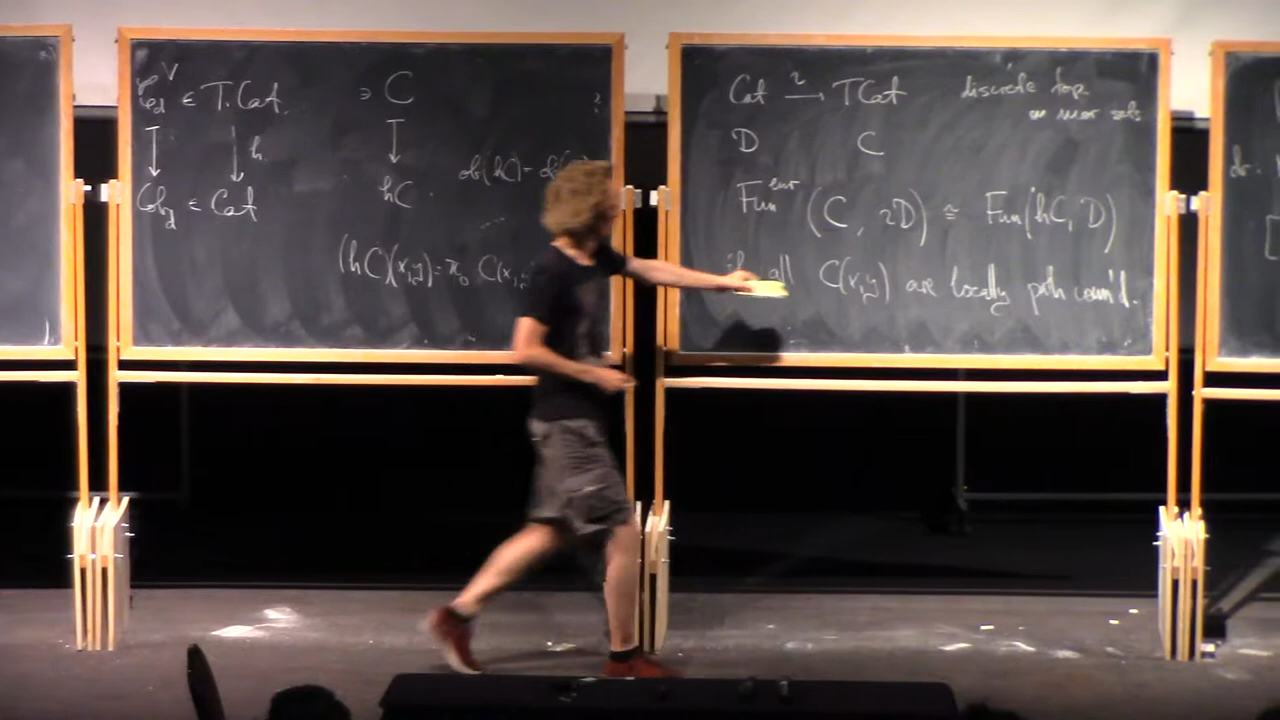 ∈ T.Cat ∋ C
↓ ↓ h ↓
Cob_d ∈ Cat hC . ob(hC) =
(hC)(x,y) = π₀ C(x,y
Cat → TCat discrete top.
on mor sets
D C
Fun ( C , ιD ) ≅ Fun(hC, D)
all C(x,y) are locally path conn'd.